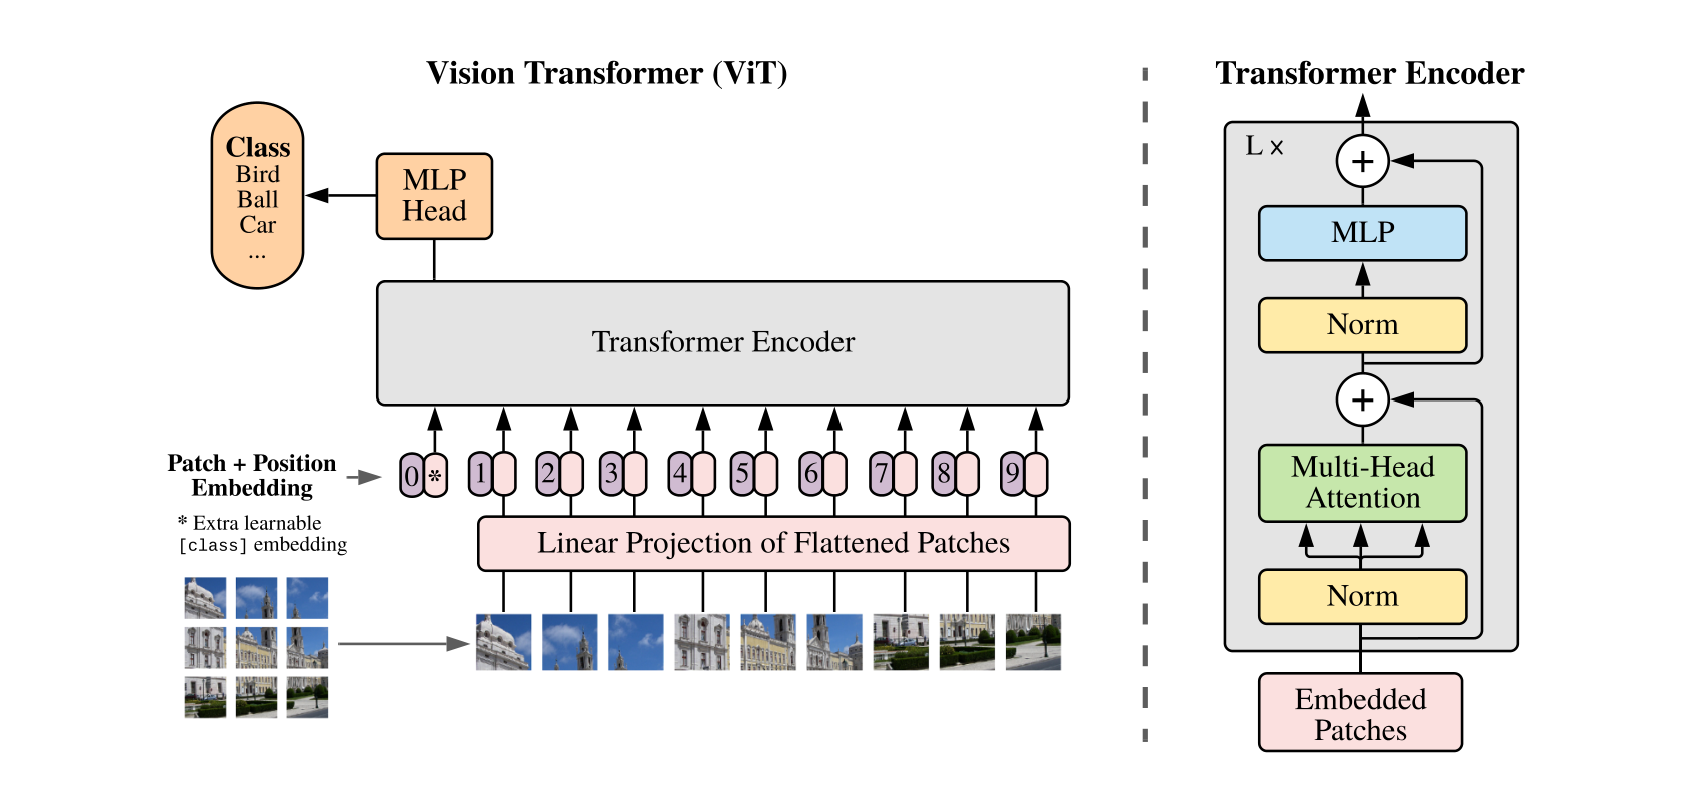 Vision Transformer (ViT)
Class
Bird
Ball
Car
...
MLP
Head
Transformer Encoder
Patch + Position
Embedding
0 * 1 2 3 4 5 6 7 8 9
* Extra learnable
[class] embedding
Linear Projection of Flattened Patches
Transformer Encoder
L ×
+
MLP
Norm
+
Multi-Head
Attention
Norm
Embedded
Patches